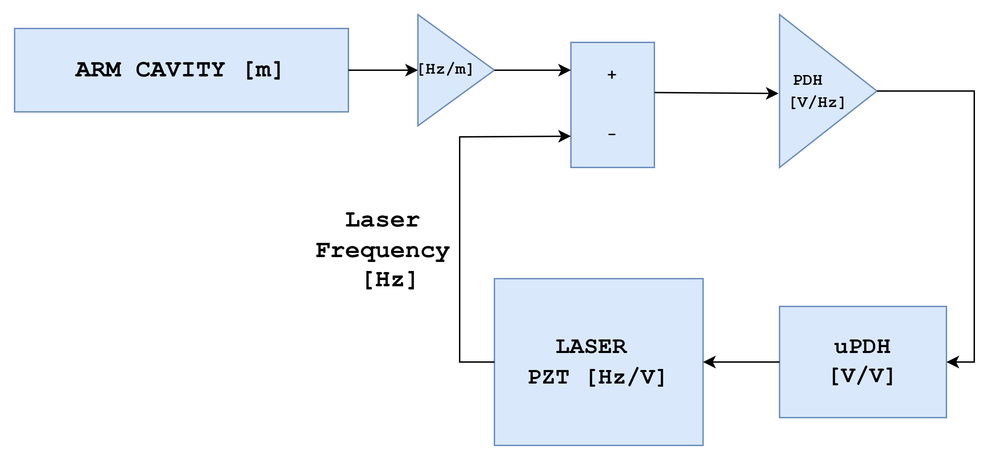 ARM CAVITY [m]
[Hz/m]
+
-
PDH
[V/Hz]
Laser
Frequency
[Hz]
LASER
PZT [Hz/V]
uPDH
[V/V]